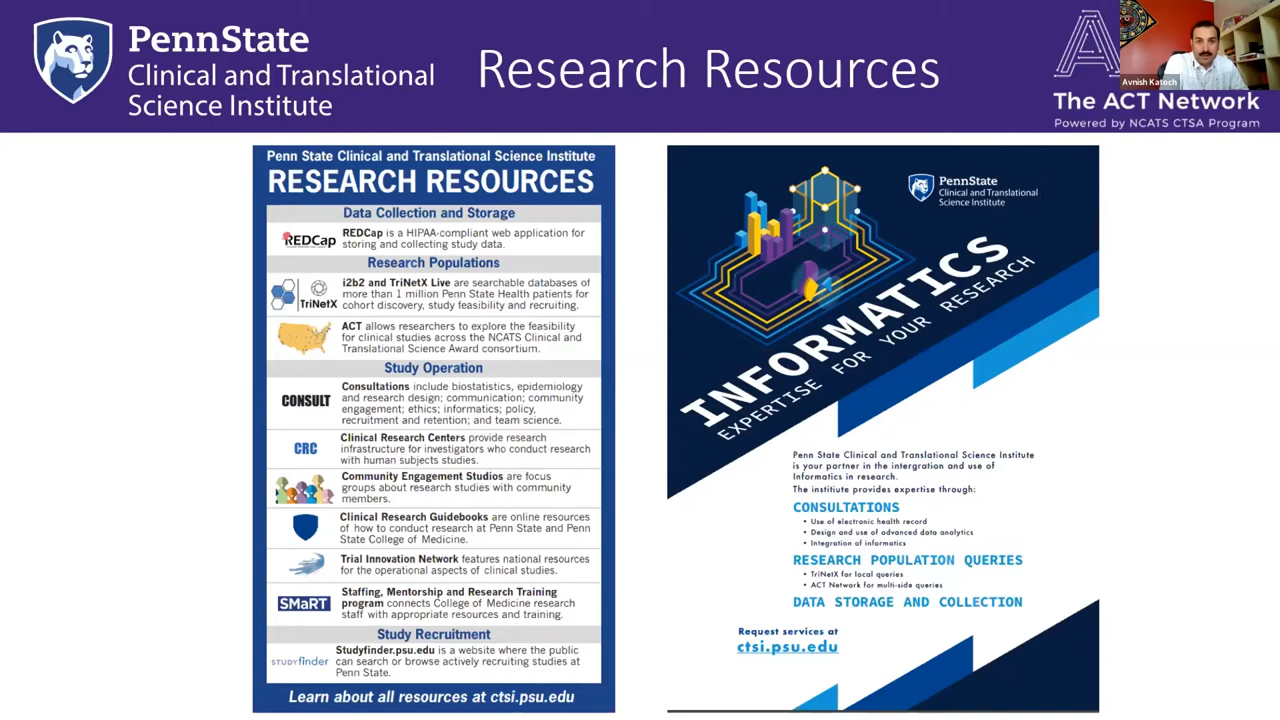 PennState
Clinical and Translational
Science Institute
Research Resources
Avnish Katoch
The ACT Network
Powered by NCATS CTSA Program
Penn State Clinical and Translational Science Institute
RESEARCH RESOURCES
Data Collection and Storage
REDCap
REDCap is a HIPAA-compliant web application for
storing and collecting study data.
Research Populations
TriNetX
i2b2 and TriNetX Live are searchable databases of
more than 1 million Penn State Health patients for
cohort discovery, study feasibility and recruiting.
ACT allows researchers to explore the feasibility
for clinical studies across the NCATS Clinical and
Translational Science Award consortium.
Study Operation
CONSULT
Consultations include biostatistics, epidemiology
and research design; communication; community
engagement; ethics; informatics; policy,
recruitment and retention; and team science.
CRC
Clinical Research Centers provide research
infrastructure for investigators who conduct research
with human subjects studies.
Community Engagement Studios are focus
groups about research studies with community
members.
Clinical Research Guidebooks are online resources
of how to conduct research at Penn State and Penn
State College of Medicine.
Trial Innovation Network features national resources
for the operational aspects of clinical studies.
SMaRT
Staffing, Mentorship and Research Training
program connects College of Medicine research
staff with appropriate resources and training.
Study Recruitment
STUDYfinder
Studyfinder.psu.edu is a website where the public
can search or browse actively recruiting studies at
Penn State.
Learn about all resources at ctsi.psu.edu
PennState
Clinical and Translational
Science Institute
INFORMATICS
EXPERTISE FOR YOUR RESEARCH
Penn State Clinical and Translational Science Institute
is your partner in the intergration and use of
Informatics in research.
The institiute provides expertise through:
CONSULTATIONS
• Use of electronic health record
• Design and use of advanced data analytics
• Integration of informatics
RESEARCH POPULATION QUERIES
• TriNetX for local queries
• ACT Network for multi-side queries
DATA STORAGE AND COLLECTION
Request services at
ctsi.psu.edu